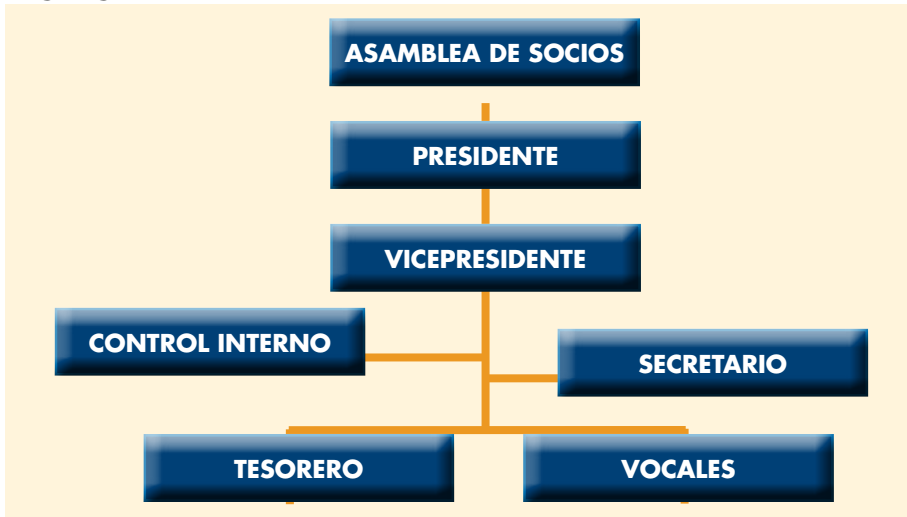 ASAMBLEA DE SOCIOS
PRESIDENTE
VICEPRESIDENTE
CONTROL INTERNO
SECRETARIO
TESORERO
VOCALES